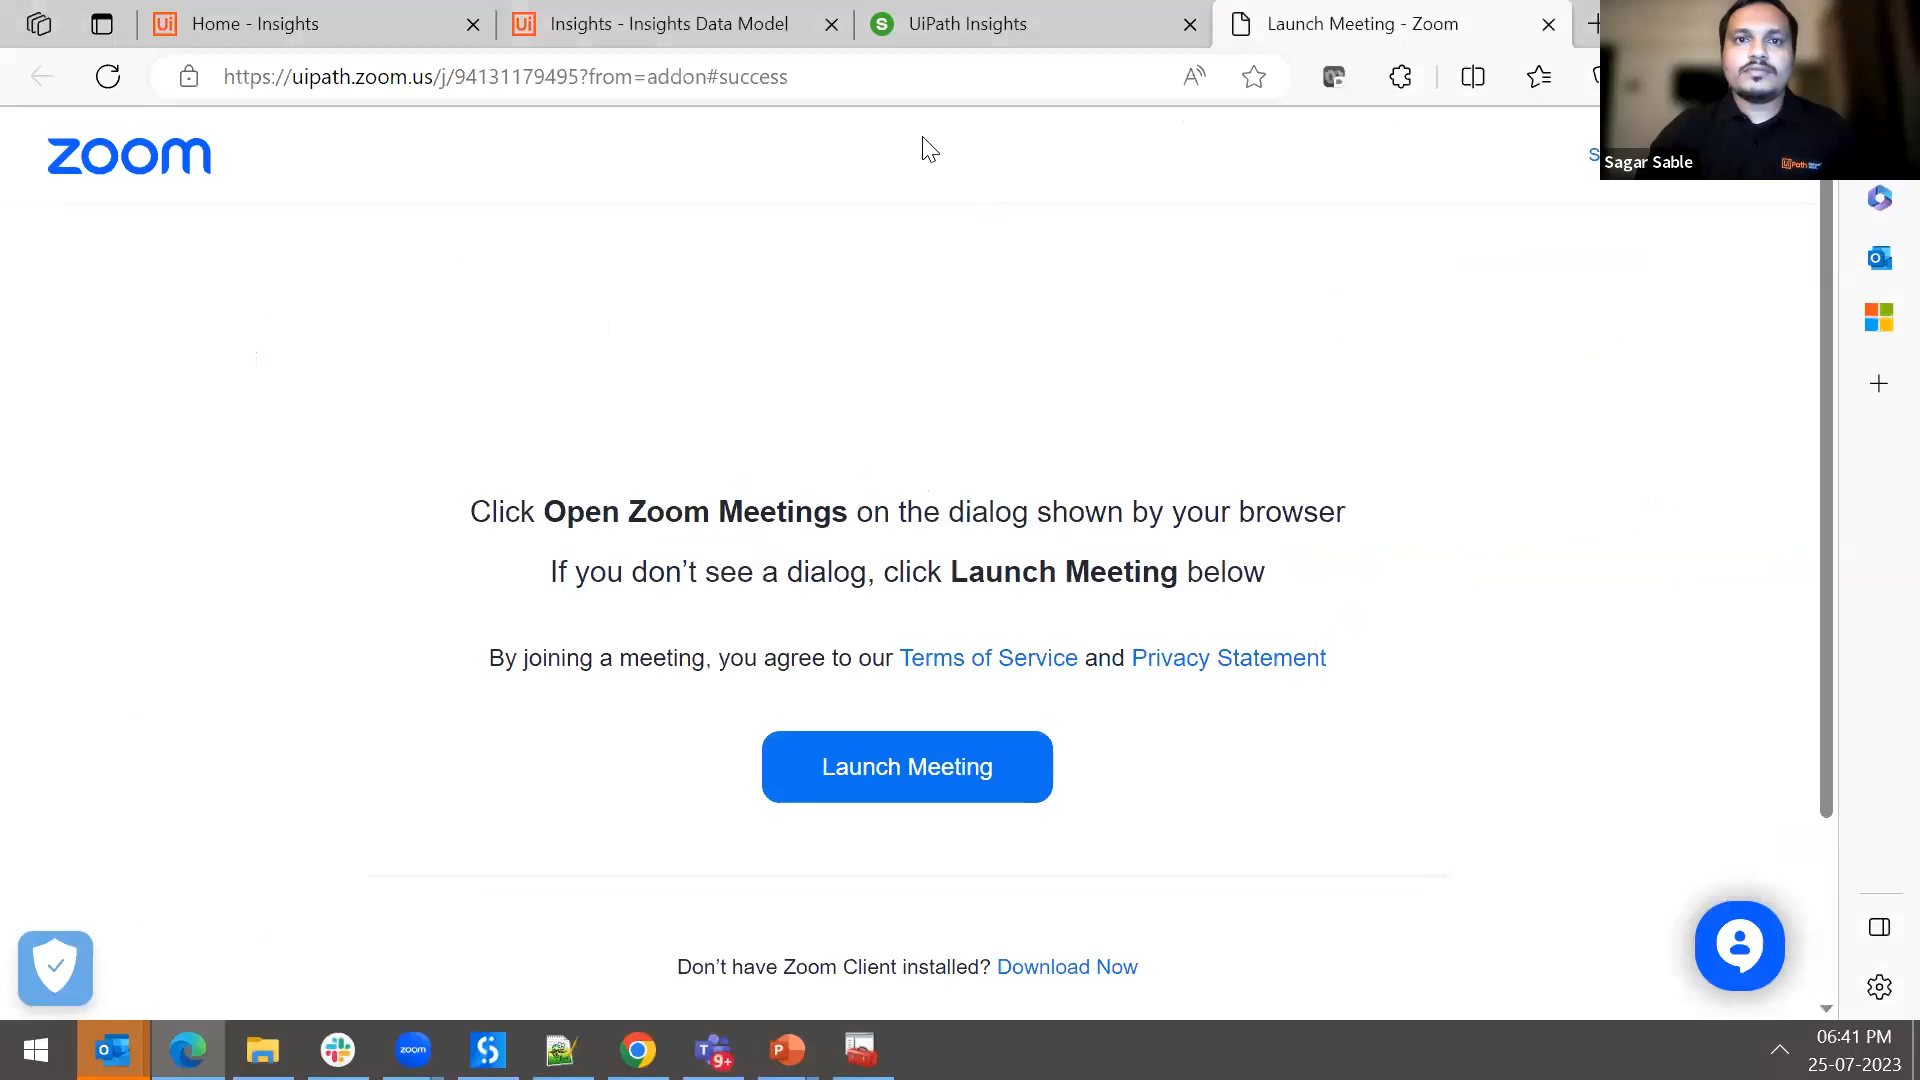 Home - Insights
Insights - Insights Data Model
UiPath Insights
Launch Meeting - Zoom
https://uipath.zoom.us/j/94131179495?from=addon#success
zoom
S
Sagar Sable
Click Open Zoom Meetings on the dialog shown by your browser
If you don’t see a dialog, click Launch Meeting below
By joining a meeting, you agree to our Terms of Service and Privacy Statement
Launch Meeting
Don’t have Zoom Client installed? Download Now
zoom
9+
06:41 PM
25-07-2023